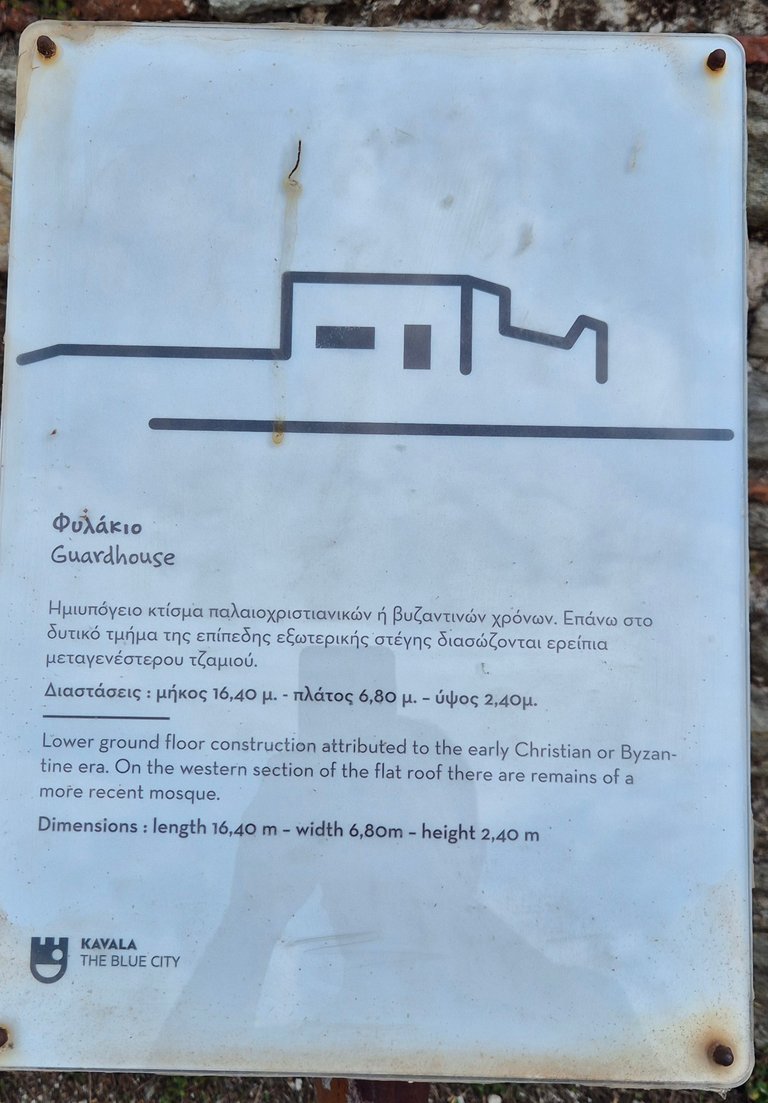 Φυλάκιο
Guardhouse
Ημιυπόγειο κτίσμα παλαιοχριστιανικών ή βυζαντινών χρόνων. Επάνω στο
δυτικό τμήμα της επίπεδης εξωτερικής στέγης διασώζονται ερείπια
μεταγενέστερου τζαμιού.
Διαστάσεις : μήκος 16,40 μ. - πλάτος 6,80 μ. – ύψος 2,40μ.
Lower ground floor construction attributed to the early Christian or Byzan-
tine era. On the western section of the flat roof there are remains of a
more recent mosque.
Dimensions : length 16,40 m – width 6,80m – height 2,40 m
KAVALA
THE BLUE CITY